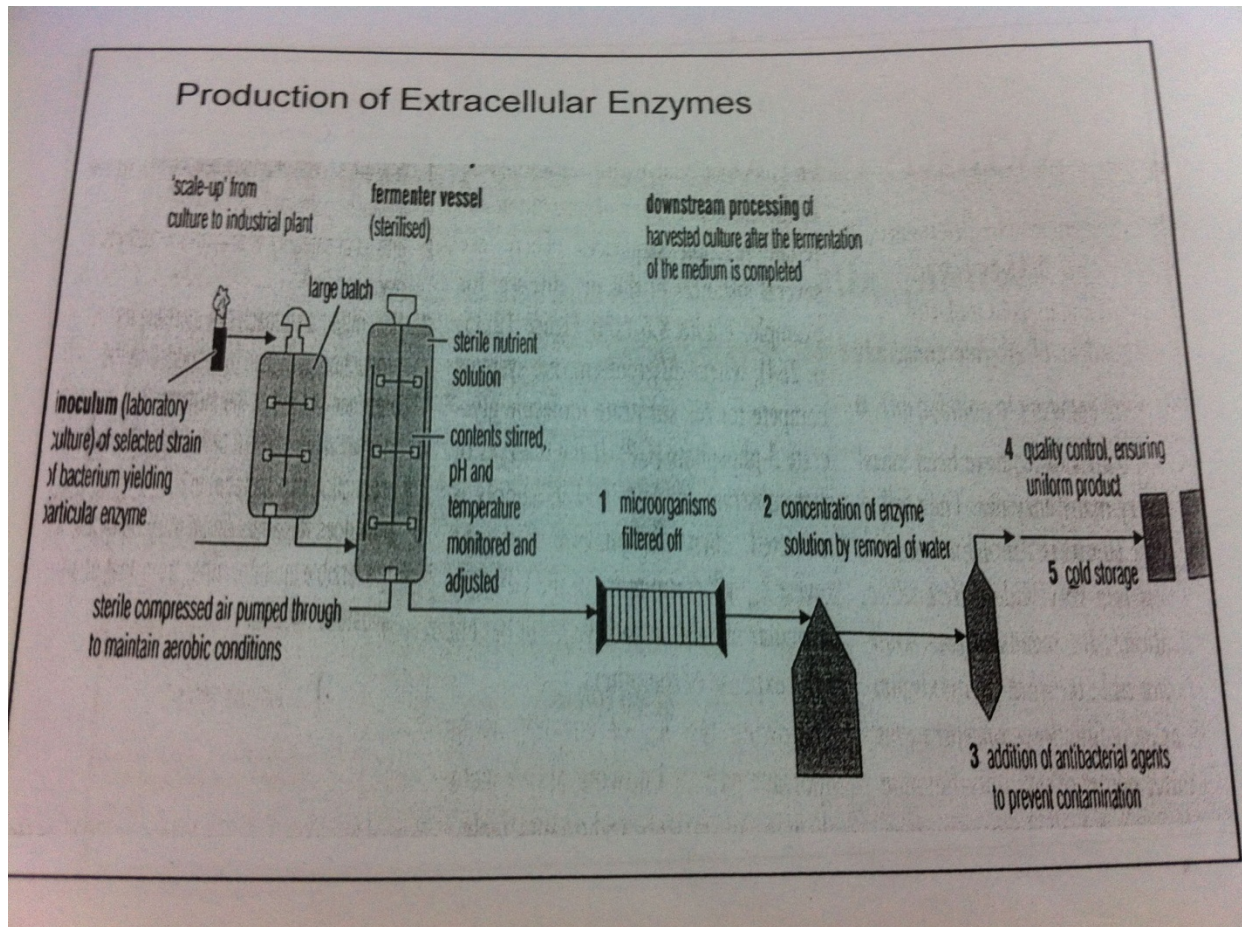 Production of Extracellular Enzymes
'scale-up' from
culture to industrial plant
fermenter vessel
(sterilised)
downstream processing of
harvested culture after the fermentation
of the medium is completed
large batch
sterile nutrient
solution
contents stirred,
pH and
temperature
monitored and
adjusted
inoculum (laboratory
culture) of selected strain
of bacterium yielding
particular enzyme
sterile compressed air pumped through
to maintain aerobic conditions
1 microorganisms
filtered off
2 concentration of enzyme
solution by removal of water
4 quality control, ensuring
uniform product
5 cold storage
3 addition of antibacterial agents
to prevent contamination